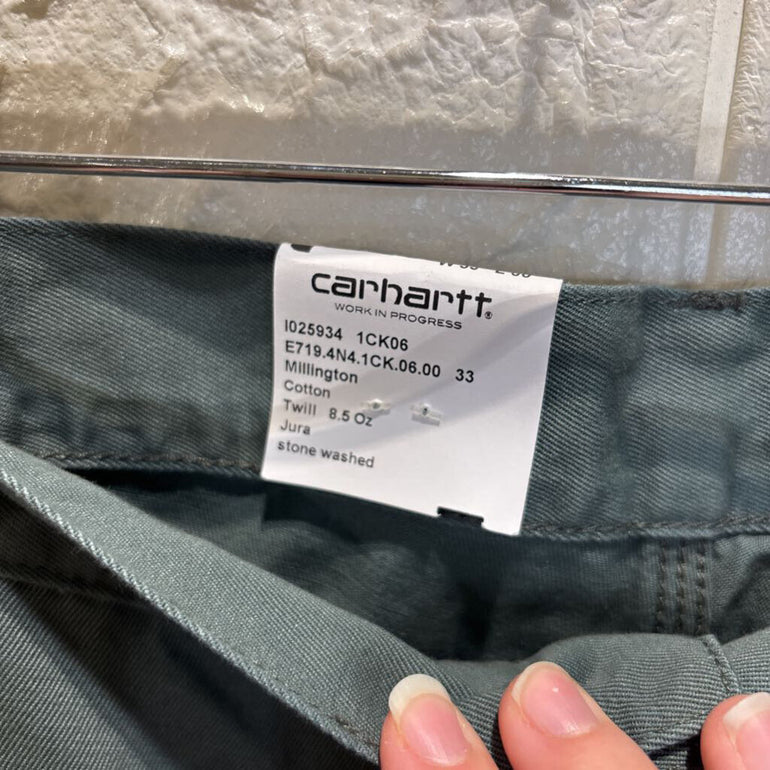 carhartt®
WORK IN PROGRESS
I025934 1CK06
E719.4N4.1CK.06.00 33
Millington
Cotton
Twill 8.5 Oz
Jura
stone washed